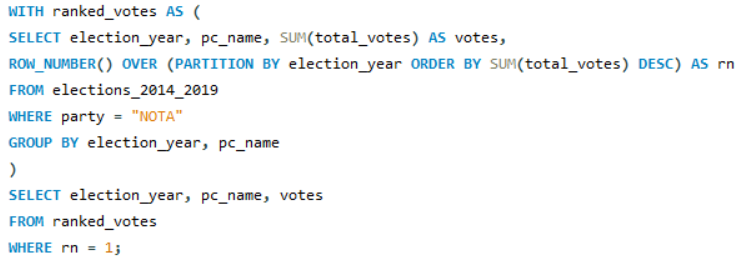 WITH ranked_votes AS (
SELECT election_year, pc_name, SUM(total_votes) AS votes,
ROW_NUMBER() OVER (PARTITION BY election_year ORDER BY SUM(total_votes) DESC) AS rn
FROM elections_2014_2019
WHERE party = "NOTA"
GROUP BY election_year, pc_name
)
SELECT election_year, pc_name, votes
FROM ranked_votes
WHERE rn = 1;